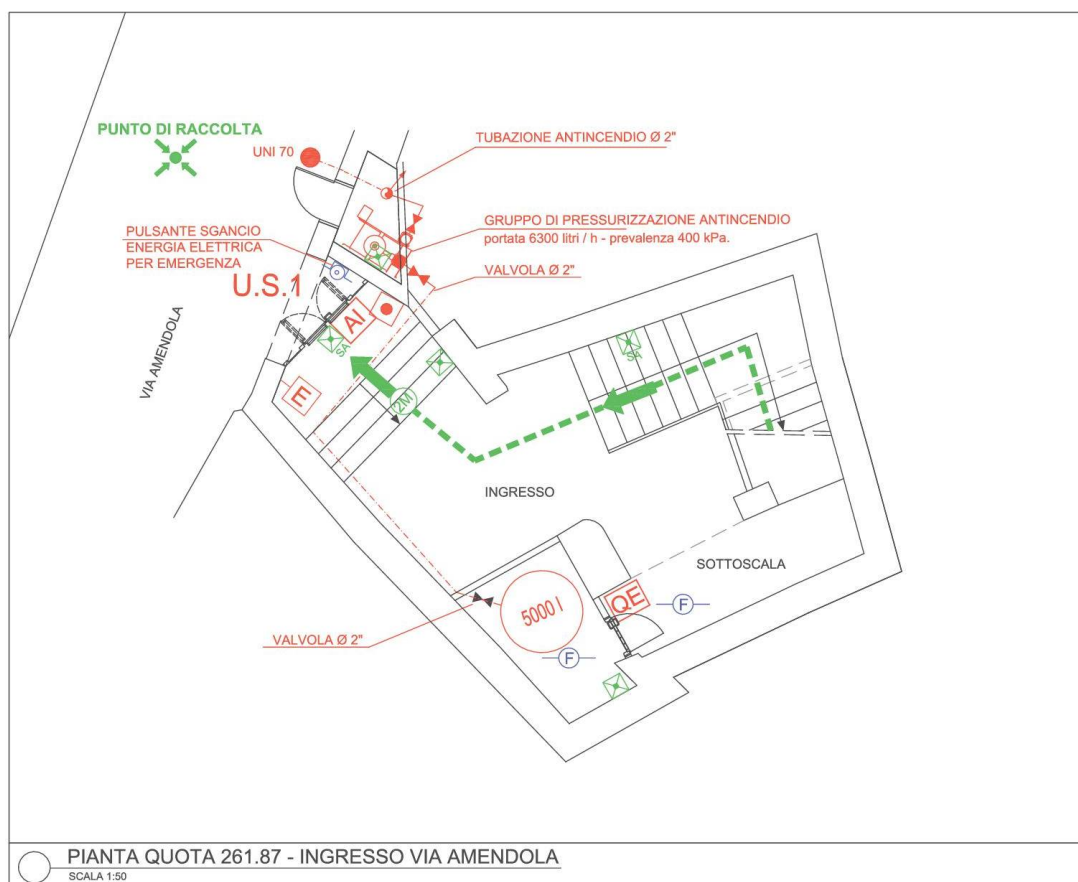 PUNTO DI RACCOLTA
UNI 70
TUBAZIONE ANTINCENDIO Ø 2"
GRUPPO DI PRESSURIZZAZIONE ANTINCENDIO
portata 6300 litri / h - prevalenza 400 kPa.
PULSANTE SGANCIO
ENERGIA ELETTRICA
PER EMERGENZA
VALVOLA Ø 2"
U.S.1
AI
SA
SA
VIA AMENDOLA
E
2M
INGRESSO
SOTTOSCALA
5000 l
QE
F
VALVOLA Ø 2"
F
PIANTA QUOTA 261.87 - INGRESSO VIA AMENDOLA
SCALA 1:50